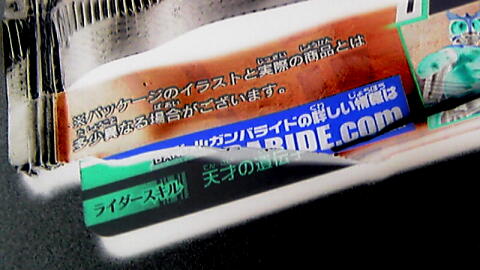 ※パッケージのイラストと実際の商品とは
多少異なる場合がございます。
ガンバライドの詳しい情報は
RIDE.com
ライダースキル
天才の遺伝子